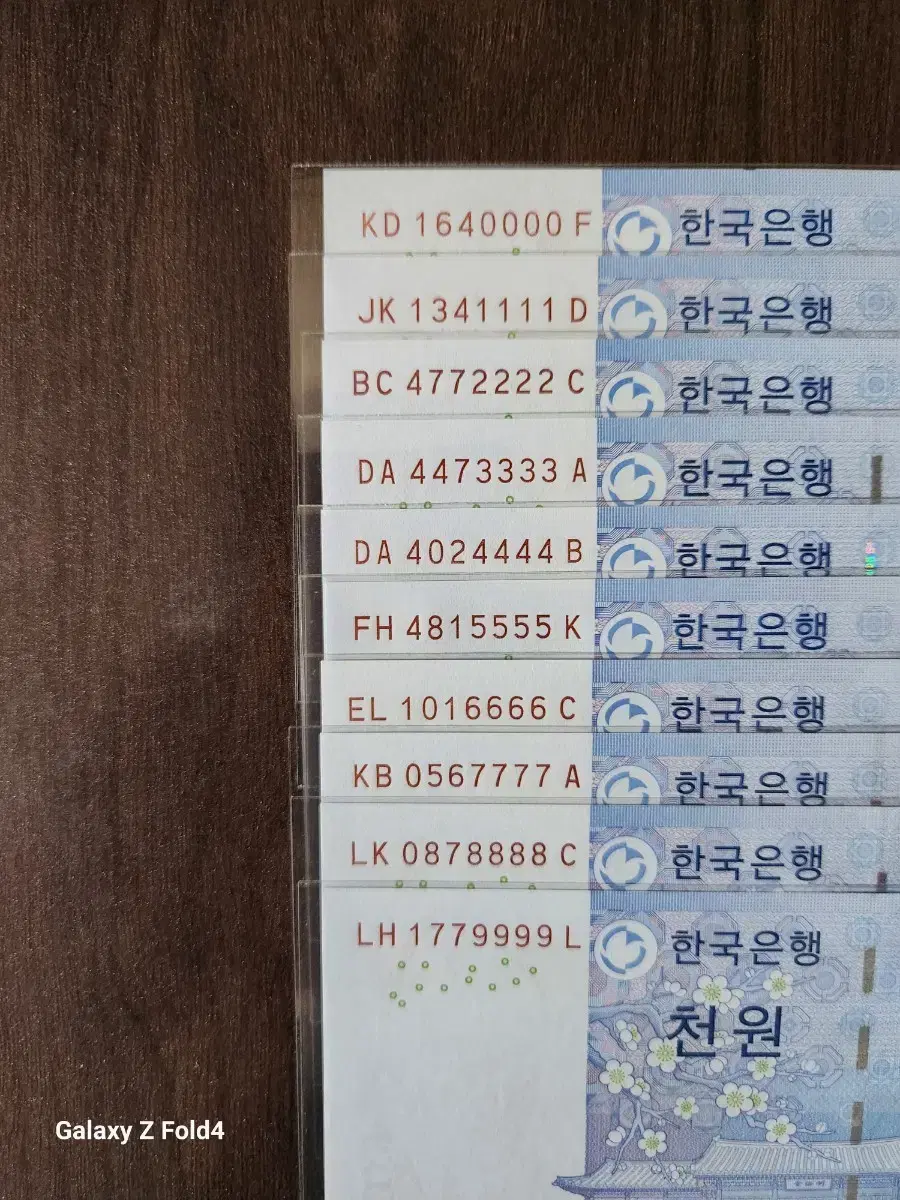 KD 1640000 F 한국은행
JK 1341111 D 한국은행
BC 4772222 C 한국은행
DA 4473333 A 한국은행
DA 4024444 B 한국은행
FH 4815555 K 한국은행
EL 1016666 C 한국은행
KB 0567777 A 한국은행
LK 0878888 C 한국은행
LH 1779999 L 한국은행
천원
Galaxy Z Fold4